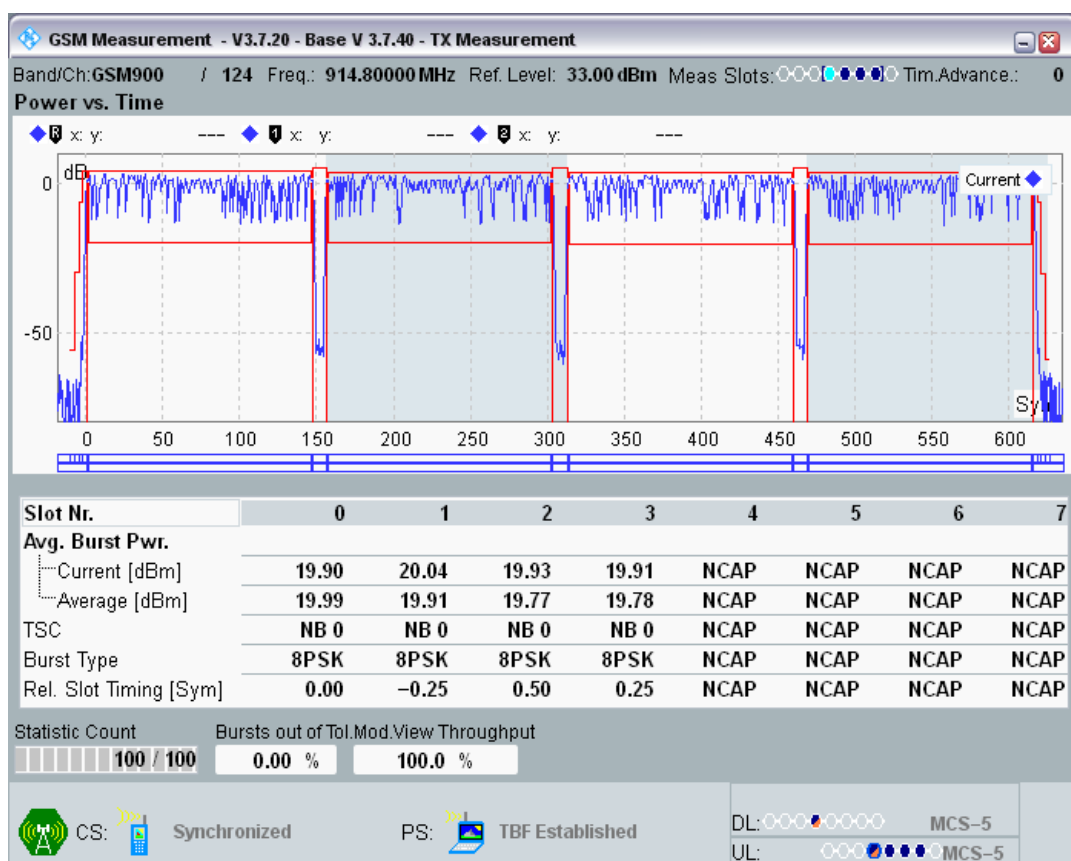 GSM Measurement - V3.7.20 - Base V 3.7.40 - TX Measurement
Band/Ch:GSM900 / 124 Freq.: 914.80000 MHz Ref. Level: 33.00 dBm Meas Slots: Tim.Advance.: 0
Power vs. Time
R x: y: --- 1 x: y: --- 2 x: y: ---
dB
0
Current
-50
Sy
0 50 100 150 200 250 300 350 400 450 500 550 600
Slot Nr. 0 1 2 3 4 5 6 7
Avg. Burst Pwr.
Current [dBm] 19.90 20.04 19.93 19.91 NCAP NCAP NCAP NCAP
Average [dBm] 19.99 19.91 19.77 19.78 NCAP NCAP NCAP NCAP
TSC NB 0 NB 0 NB 0 NB 0 NCAP NCAP NCAP NCAP
Burst Type 8PSK 8PSK 8PSK 8PSK NCAP NCAP NCAP NCAP
Rel. Slot Timing [Sym] 0.00 −0.25 0.50 0.25 NCAP NCAP NCAP NCAP
Statistic Count Bursts out of Tol. Mod.View Throughput
100 / 100 0.00 % 100.0 %
CS: Synchronized PS: TBF Established DL: MCS−5
UL: MCS−5